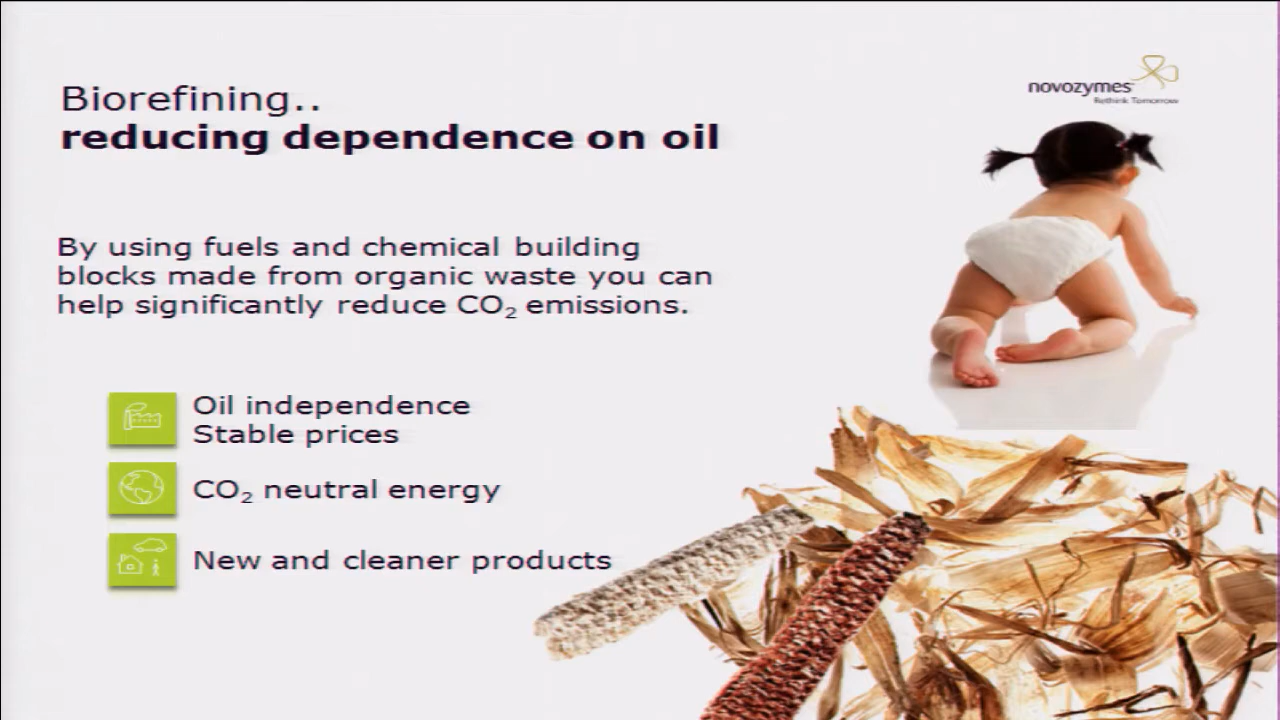 Biorefining..
reducing dependence on oil
novozymes
Rethink Tomorrow
By using fuels and chemical building
blocks made from organic waste you can
help significantly reduce CO₂ emissions.
Oil independence
Stable prices
CO₂ neutral energy
New and cleaner products